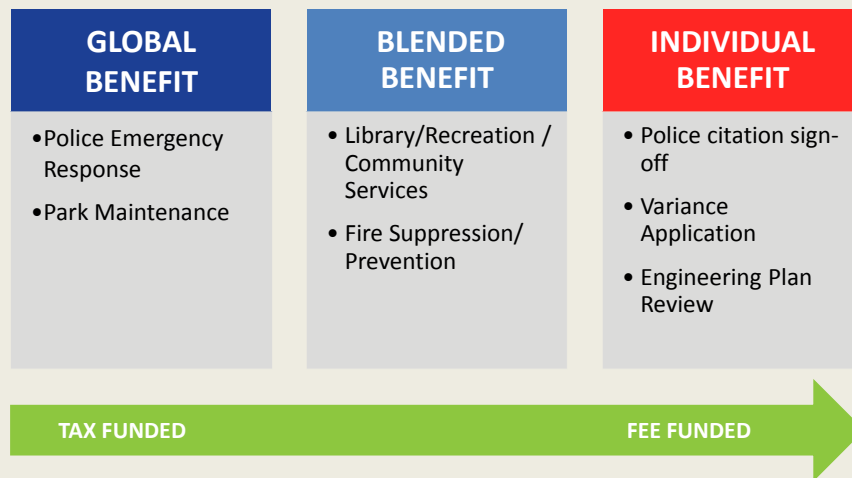 GLOBAL
BENEFIT
•Police Emergency
Response
•Park Maintenance
BLENDED
BENEFIT
• Library/Recreation /
Community
Services
• Fire Suppression/
Prevention
INDIVIDUAL
BENEFIT
• Police citation sign-
off
• Variance
Application
• Engineering Plan
Review
TAX FUNDED
FEE FUNDED